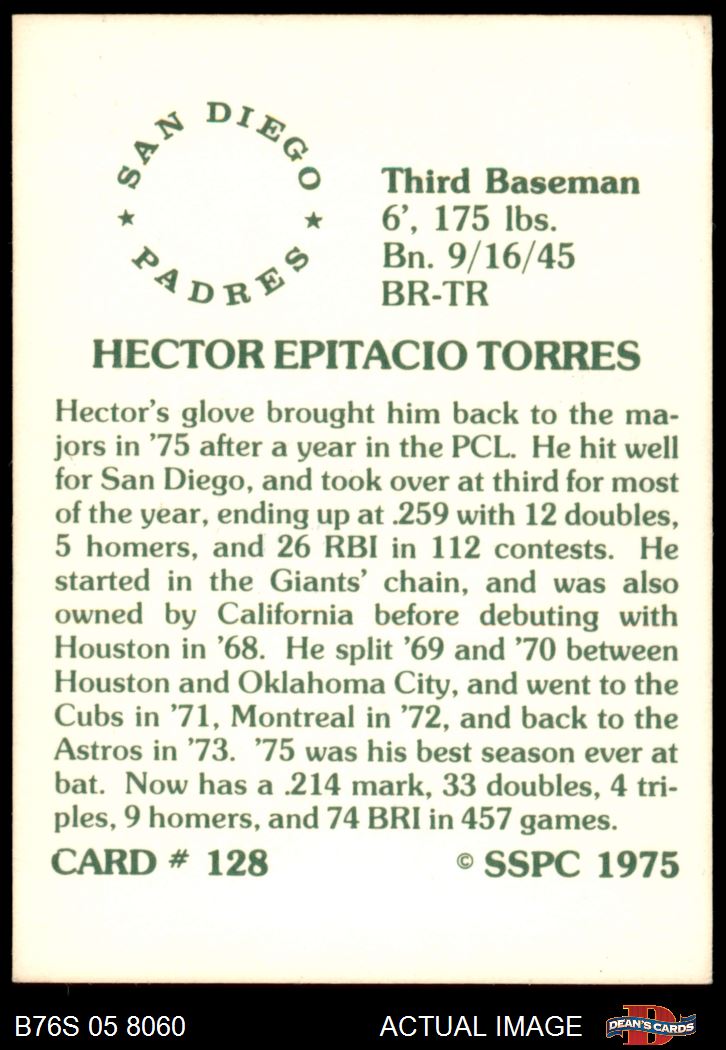 SAN DIEGO
★ ★
PADRES
Third Baseman
6', 175 lbs.
Bn. 9/16/45
BR-TR
HECTOR EPITACIO TORRES
Hector's glove brought him back to the ma-
jors in '75 after a year in the PCL. He hit well
for San Diego, and took over at third for most
of the year, ending up at .259 with 12 doubles,
5 homers, and 26 RBI in 112 contests. He
started in the Giants' chain, and was also
owned by California before debuting with
Houston in '68. He split '69 and '70 between
Houston and Oklahoma City, and went to the
Cubs in '71, Montreal in '72, and back to the
Astros in '73. '75 was his best season ever at
bat. Now has a .214 mark, 33 doubles, 4 tri-
ples, 9 homers, and 74 BRI in 457 games.
CARD # 128 © SSPC 1975
B76S 05 8060 ACTUAL IMAGE D DEAN'S CARDS